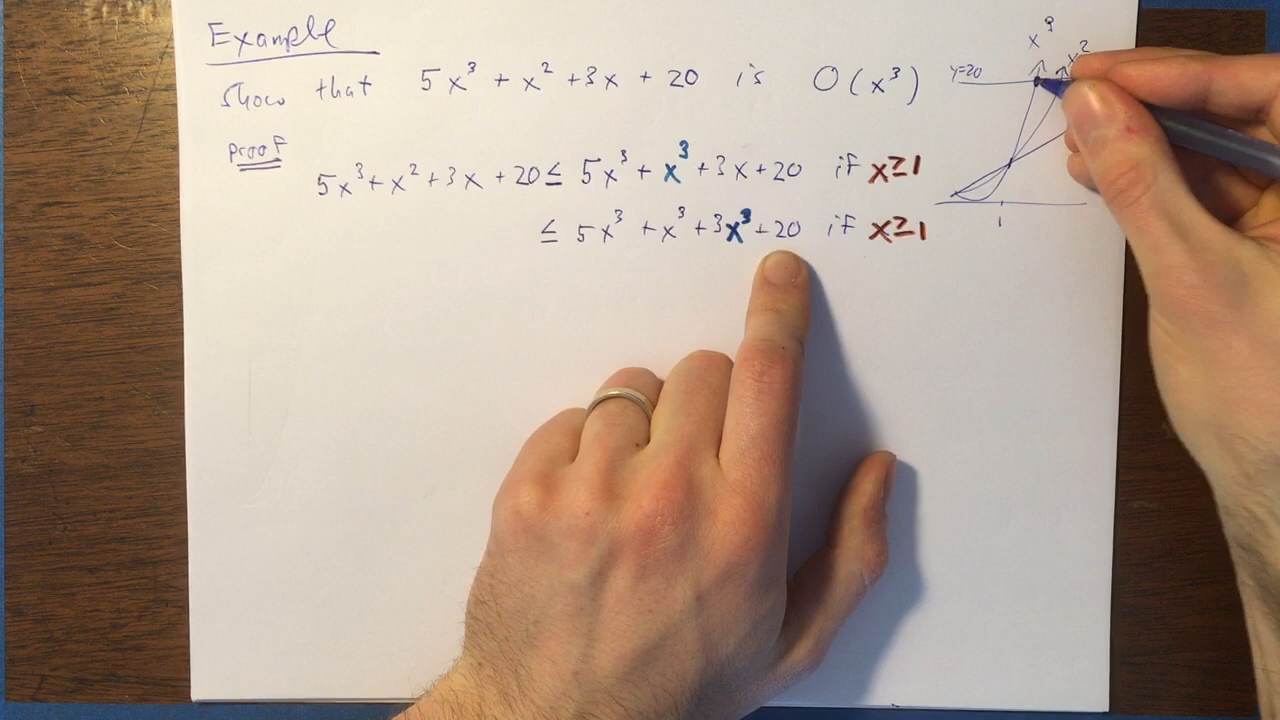 Example
Show that 5x³ + x² + 3x + 20 is O(x³)
proof
5x³ + x² + 3x + 20 ≤ 5x³ + x³ + 3x + 20 if x≥1
≤ 5x³ + x³ + 3x³ + 20 if x≥1
x³
x²
y=20
1